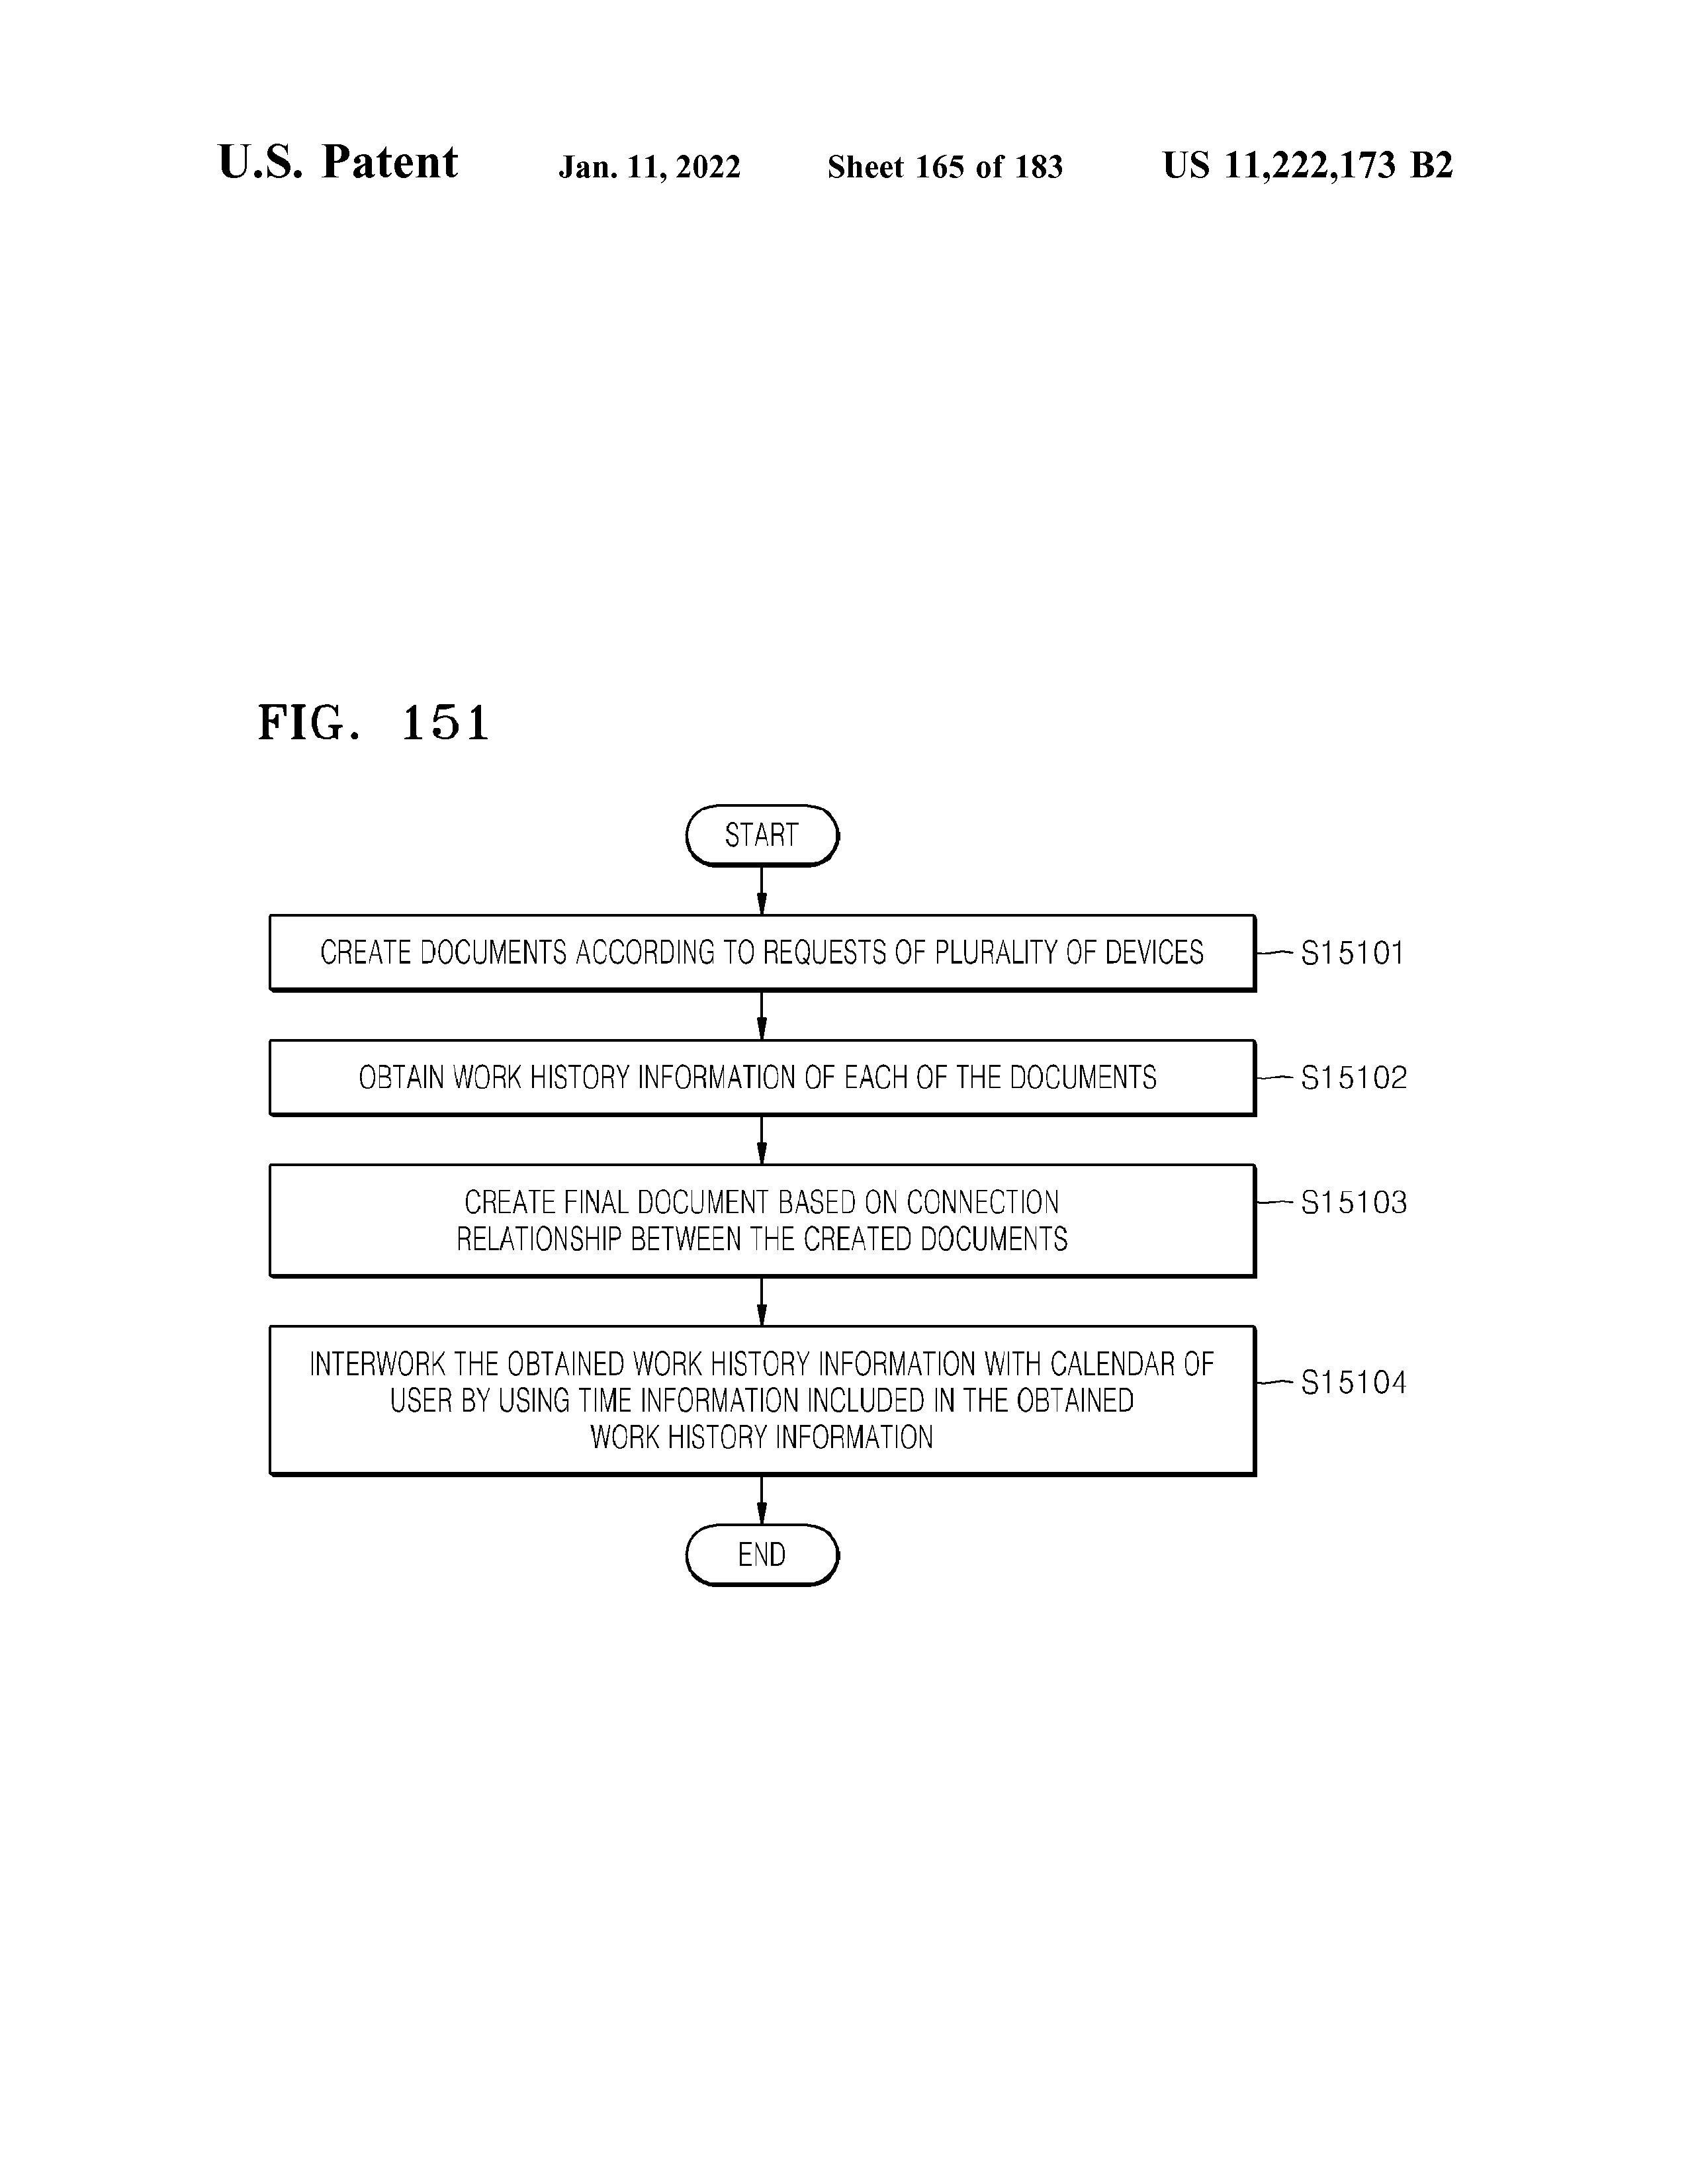 U.S. Patent Jan. 11, 2022 Sheet 165 of 183 US 11,222,173 B2
FIG. 151
START
CREATE DOCUMENTS ACCORDING TO REQUESTS OF PLURALITY OF DEVICES S15101
OBTAIN WORK HISTORY INFORMATION OF EACH OF THE DOCUMENTS S15102
CREATE FINAL DOCUMENT BASED ON CONNECTION S15103
RELATIONSHIP BETWEEN THE CREATED DOCUMENTS
INTERWORK THE OBTAINED WORK HISTORY INFORMATION WITH CALENDAR OF
USER BY USING TIME INFORMATION INCLUDED IN THE OBTAINED S15104
WORK HISTORY INFORMATION
END